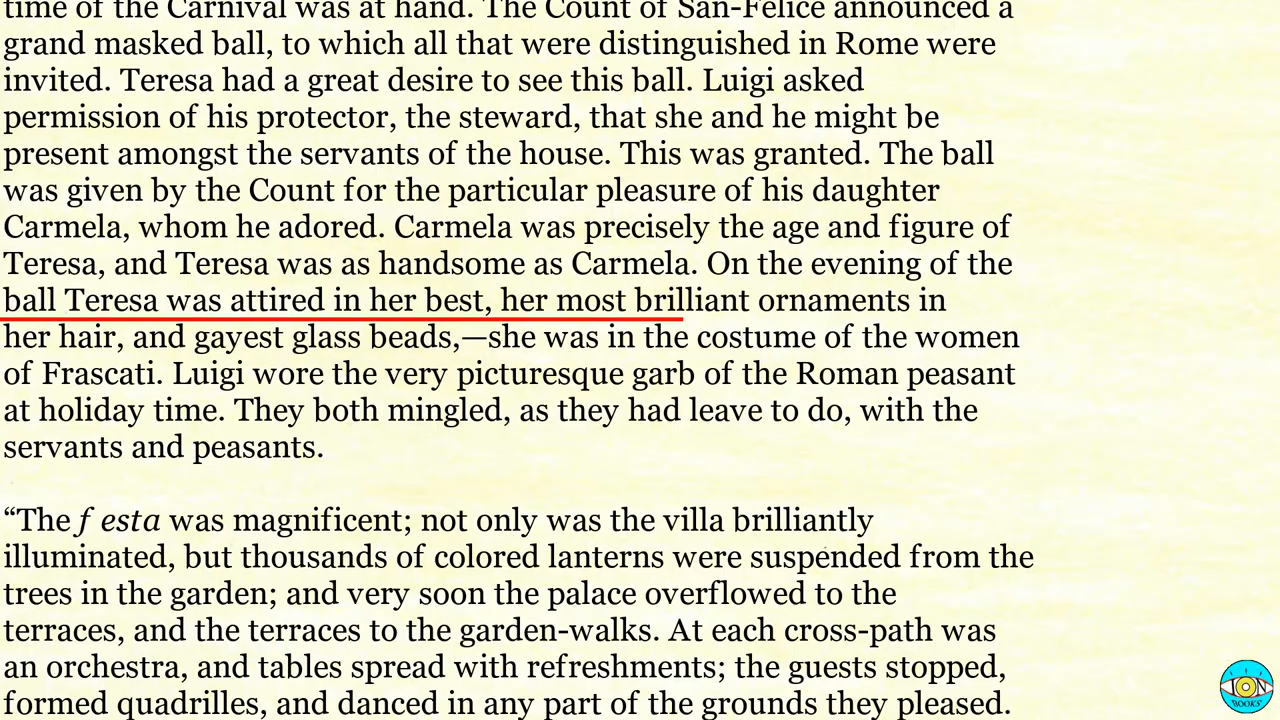 time of the Carnival was at hand. The Count of San-Felice announced a
grand masked ball, to which all that were distinguished in Rome were
invited. Teresa had a great desire to see this ball. Luigi asked
permission of his protector, the steward, that she and he might be
present amongst the servants of the house. This was granted. The ball
was given by the Count for the particular pleasure of his daughter
Carmela, whom he adored. Carmela was precisely the age and figure of
Teresa, and Teresa was as handsome as Carmela. On the evening of the
ball Teresa was attired in her best, her most brilliant ornaments in
her hair, and gayest glass beads,—she was in the costume of the women
of Frascati. Luigi wore the very picturesque garb of the Roman peasant
at holiday time. They both mingled, as they had leave to do, with the
servants and peasants.
“The f esta was magnificent; not only was the villa brilliantly
illuminated, but thousands of colored lanterns were suspended from the
trees in the garden; and very soon the palace overflowed to the
terraces, and the terraces to the garden-walks. At each cross-path was
an orchestra, and tables spread with refreshments; the guests stopped,
formed quadrilles, and danced in any part of the grounds they pleased.
I
ION
BOOKS